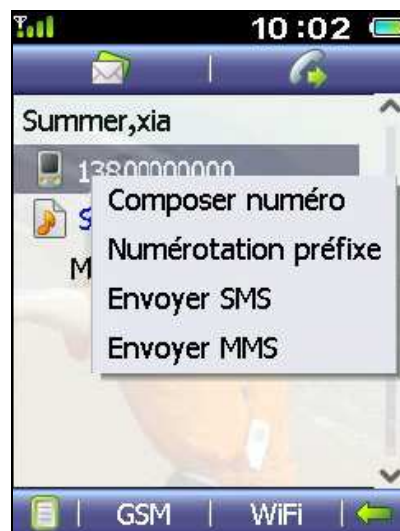 10:02
Summer,xia
13800000000
S
Composer numéro
M
Numérotation préfixe
Envoyer SMS
Envoyer MMS
GSM | WiFi